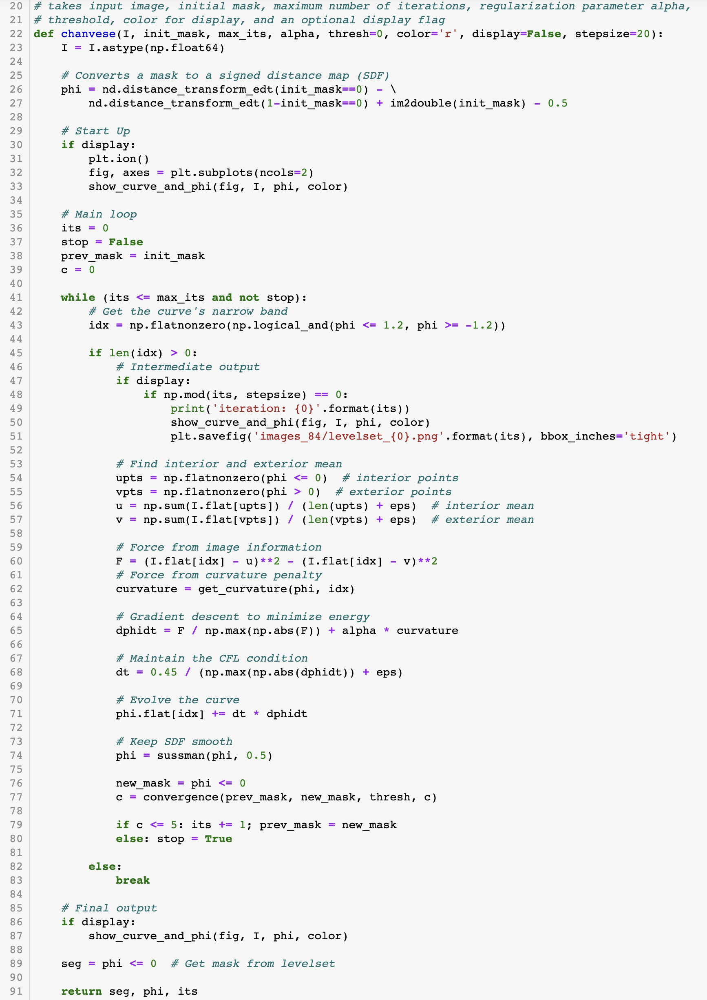 20 # takes input image, initial mask, maximum number of iterations, regularization parameter alpha,
21 # threshold, color for display, and an optional display flag
22 def chanvese(I, init_mask, max_its, alpha, thresh=0, color='r', display=False, stepsize=20):
23     I = I.astype(np.float64)
24
25     # Converts a mask to a signed distance map (SDF)
26     phi = nd.distance_transform_edt(init_mask==0) - \
27         nd.distance_transform_edt(1-init_mask==0) + im2double(init_mask) - 0.5
28
29     # Start Up
30     if display:
31         plt.ion()
32         fig, axes = plt.subplots(ncols=2)
33         show_curve_and_phi(fig, I, phi, color)
34
35     # Main loop
36     its = 0
37     stop = False
38     prev_mask = init_mask
39     c = 0
40
41     while (its <= max_its and not stop):
42         # Get the curve's narrow band
43         idx = np.flatnonzero(np.logical_and(phi <= 1.2, phi >= -1.2))
44
45         if len(idx) > 0:
46             # Intermediate output
47             if display:
48                 if np.mod(its, stepsize) == 0:
49                     print('iteration: {0}'.format(its))
50                     show_curve_and_phi(fig, I, phi, color)
51                     plt.savefig('images_84/levelset_{0}.png'.format(its), bbox_inches='tight')
52
53             # Find interior and exterior mean
54             upts = np.flatnonzero(phi <= 0)  # interior points
55             vpts = np.flatnonzero(phi > 0)  # exterior points
56             u = np.sum(I.flat[upts]) / (len(upts) + eps)  # interior mean
57             v = np.sum(I.flat[vpts]) / (len(vpts) + eps)  # exterior mean
58
59             # Force from image information
60             F = (I.flat[idx] - u)**2 - (I.flat[idx] - v)**2
61             # Force from curvature penalty
62             curvature = get_curvature(phi, idx)
63
64             # Gradient descent to minimize energy
65             dphidt = F / np.max(np.abs(F)) + alpha * curvature
66
67             # Maintain the CFL condition
68             dt = 0.45 / (np.max(np.abs(dphidt)) + eps)
69
70             # Evolve the curve
71             phi.flat[idx] += dt * dphidt
72
73             # Keep SDF smooth
74             phi = sussman(phi, 0.5)
75
76             new_mask = phi <= 0
77             c = convergence(prev_mask, new_mask, thresh, c)
78
79             if c <= 5: its += 1; prev_mask = new_mask
80             else: stop = True
81
82         else:
83             break
84
85     # Final output
86     if display:
87         show_curve_and_phi(fig, I, phi, color)
88
89     seg = phi <= 0  # Get mask from levelset
90
91     return seg, phi, its